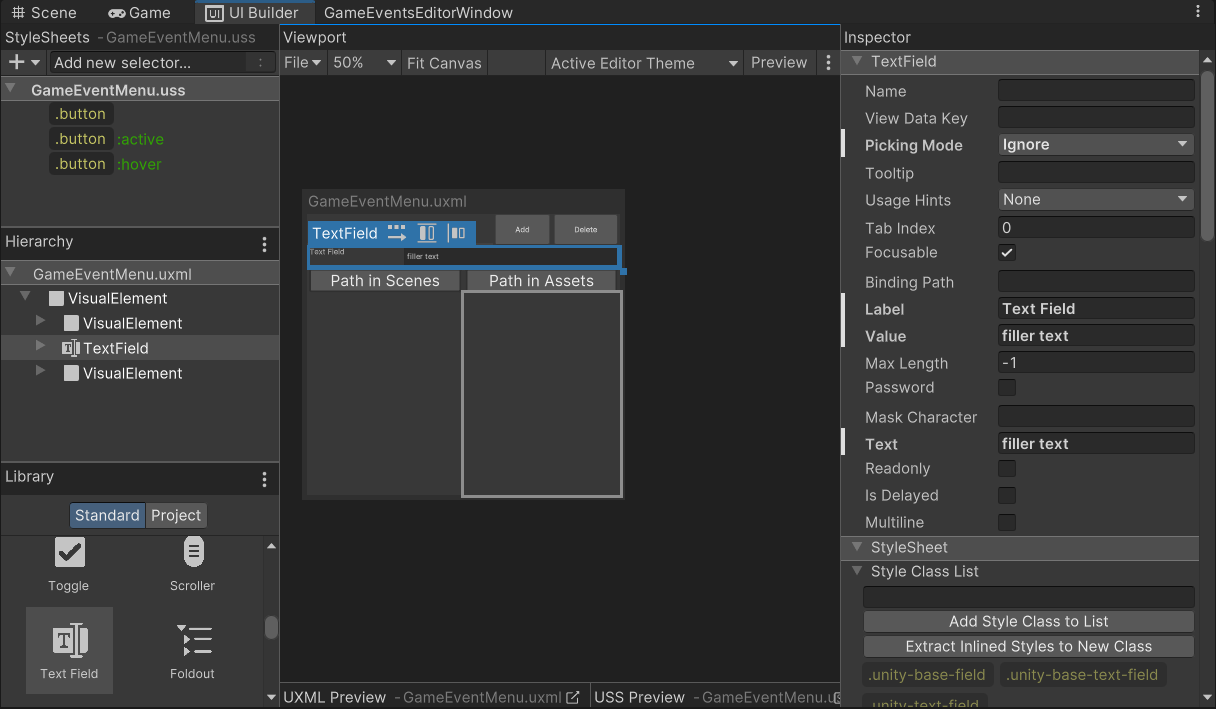 Scene Game UI Builder GameEventsEditorWindow
StyleSheets - GameEventMenu.uss
Add new selector... :
GameEventMenu.uss
.button
.button :active
.button :hover
Hierarchy
GameEventMenu.uxml
VisualElement
VisualElement
TextField
VisualElement
Library
Standard Project
Toggle Scroller
Text Field Foldout
Viewport
File 50% Fit Canvas Active Editor Theme Preview
GameEventMenu.uxml
TextField Add Delete
Text Field filler text
Path in Scenes Path in Assets
UXML Preview - GameEventMenu.uxml USS Preview - GameEventMenu.u
Inspector
TextField
Name
View Data Key
Picking Mode Ignore
Tooltip
Usage Hints None
Tab Index 0
Focusable
Binding Path
Label Text Field
Value filler text
Max Length -1
Password
Mask Character
Text filler text
Readonly
Is Delayed
Multiline
StyleSheet
Style Class List
Add Style Class to List
Extract Inlined Styles to New Class
.unity-base-field .unity-base-text-field
.unity-text-field